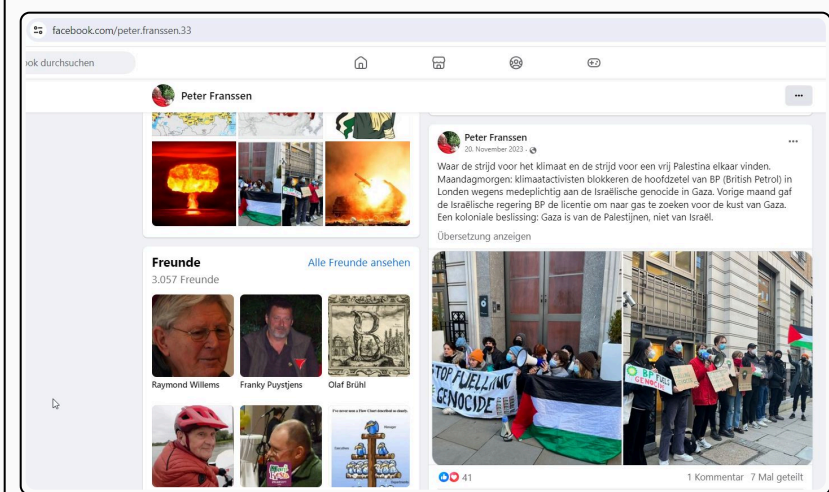 facebook.com/peter.franssen.33
ook durchsuchen
Peter Franssen
Freunde
Alle Freunde ansehen
3.057 Freunde
Raymond Willems
Franky Puystjens
Olaf Brühl
Peter Franssen
20. November 2023
Waar de strijd voor het klimaat en de strijd voor een vrij Palestina elkaar vinden.
Maandagmorgen: klimaatactivisten blokkeren de hoofdzetel van BP (British Petrol) in
Londen wegens medeplichtig aan de Israëlische genocide in Gaza. Vorige maand gaf
de Israëlische regering BP de licentie om naar gas te zoeken voor de kust van Gaza.
Een koloniale beslissing: Gaza is van de Palestijnen, niet van Israël.
Übersetzung anzeigen
STOP FUELLING
GENOCIDE
BP FUELS
GENOCIDE
41
1 Kommentar 7 Mal geteilt